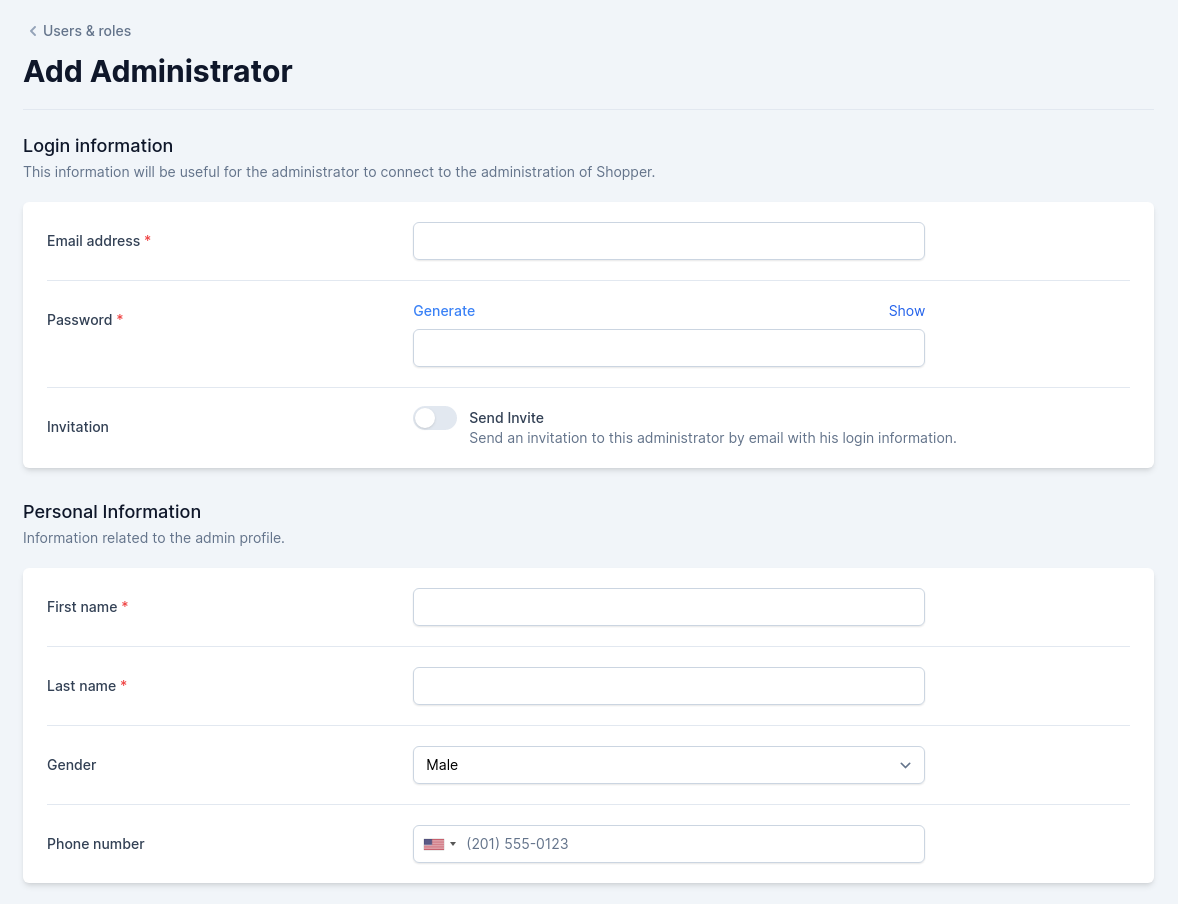 Users & roles
Add Administrator
Login information
This information will be useful for the administrator to connect to the administration of Shopper.
Email address *
Generate Show
Password *
Invitation
Send Invite
Send an invitation to this administrator by email with his login information.
Personal Information
Information related to the admin profile.
First name *
Last name *
Gender Male
Phone number (201) 555-0123